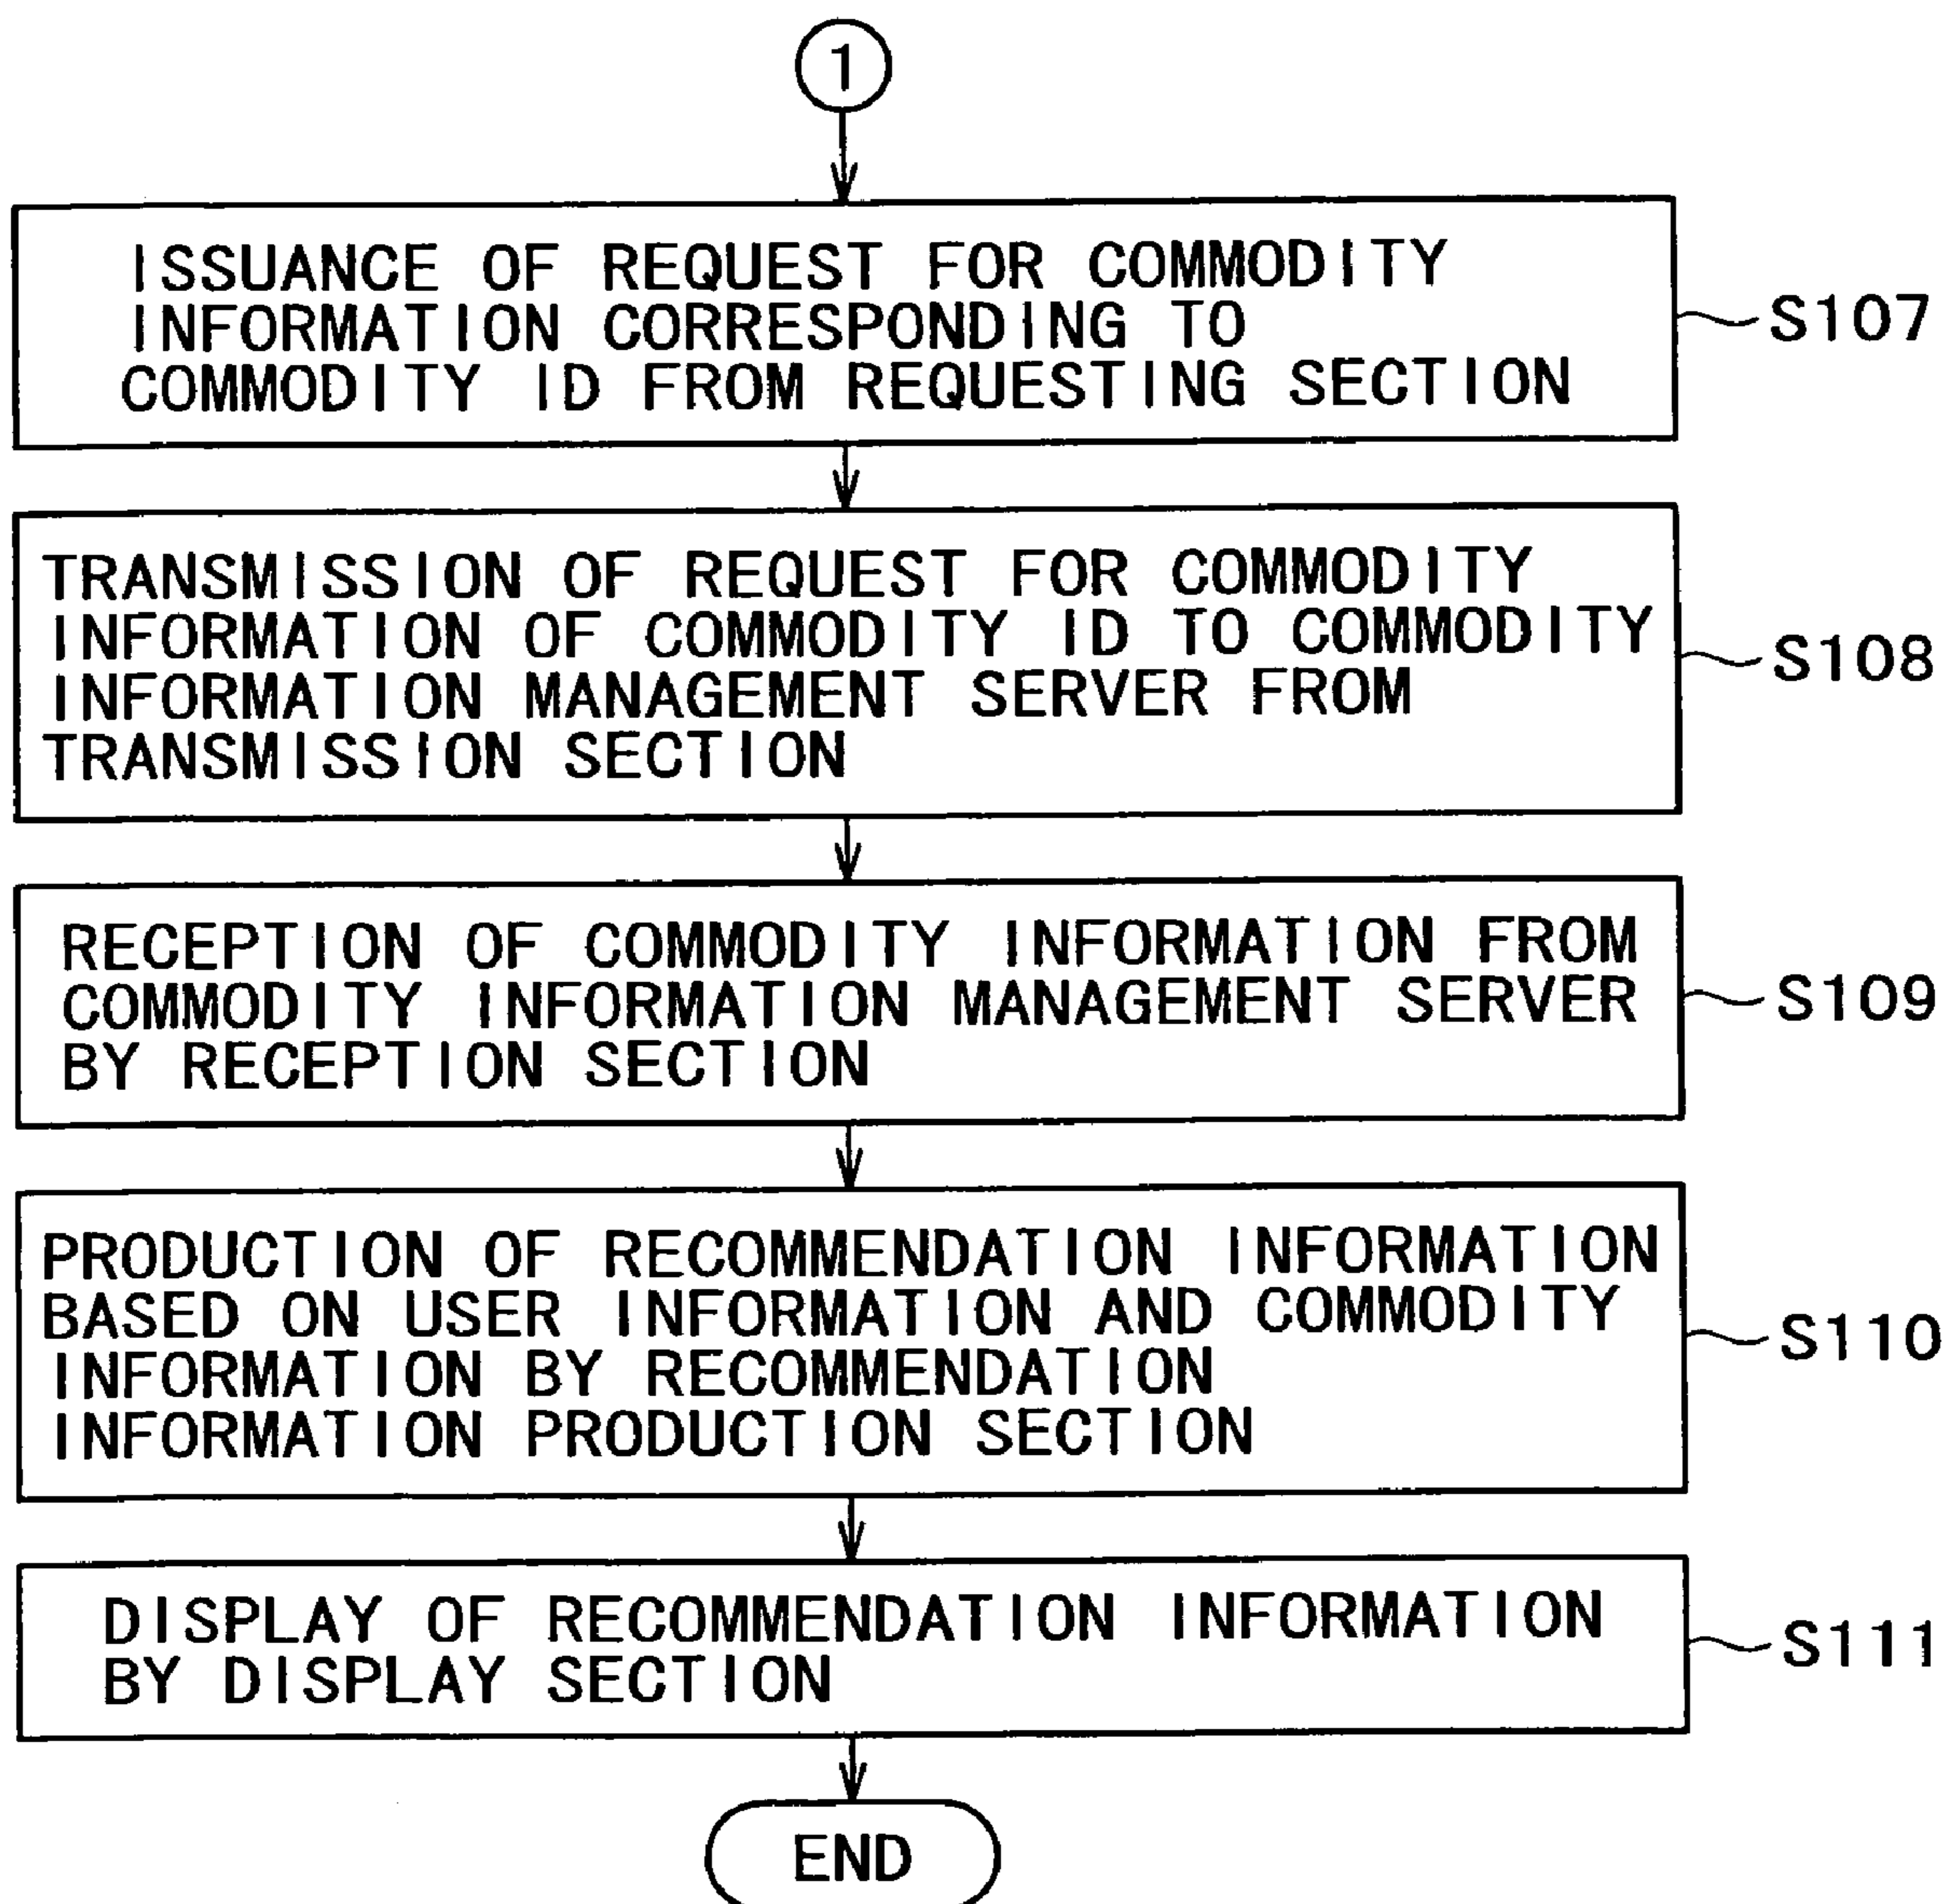 1
ISSUANCE OF REQUEST FOR COMMODITY
INFORMATION CORRESPONDING TO
COMMODITY ID FROM REQUESTING SECTION
S107
TRANSMISSION OF REQUEST FOR COMMODITY
INFORMATION OF COMMODITY ID TO COMMODITY
INFORMATION MANAGEMENT SERVER FROM
TRANSMISSION SECTION
S108
RECEPTION OF COMMODITY INFORMATION FROM
COMMODITY INFORMATION MANAGEMENT SERVER
BY RECEPTION SECTION
S109
PRODUCTION OF RECOMMENDATION INFORMATION
BASED ON USER INFORMATION AND COMMODITY
INFORMATION BY RECOMMENDATION
INFORMATION PRODUCTION SECTION
S110
DISPLAY OF RECOMMENDATION INFORMATION
BY DISPLAY SECTION
S111
END